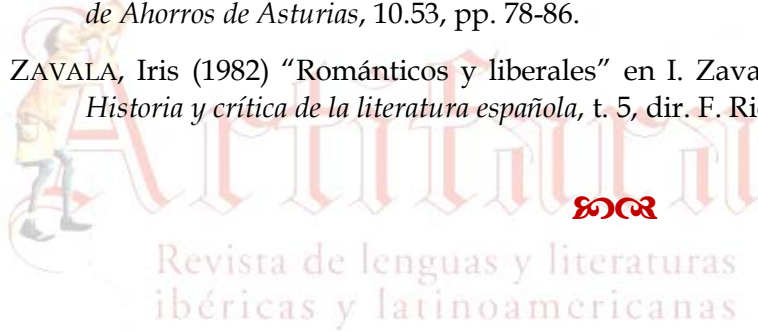 de Ahorros de Asturias, 10.53, pp. 78-86.
ZAVALA, Iris (1982) “Románticos y liberales” en I. Zava
Historia y crítica de la literatura española, t. 5, dir. F. Ri
Artifara
Revista de lenguas y literaturas
ibéricas y latinoamericanas